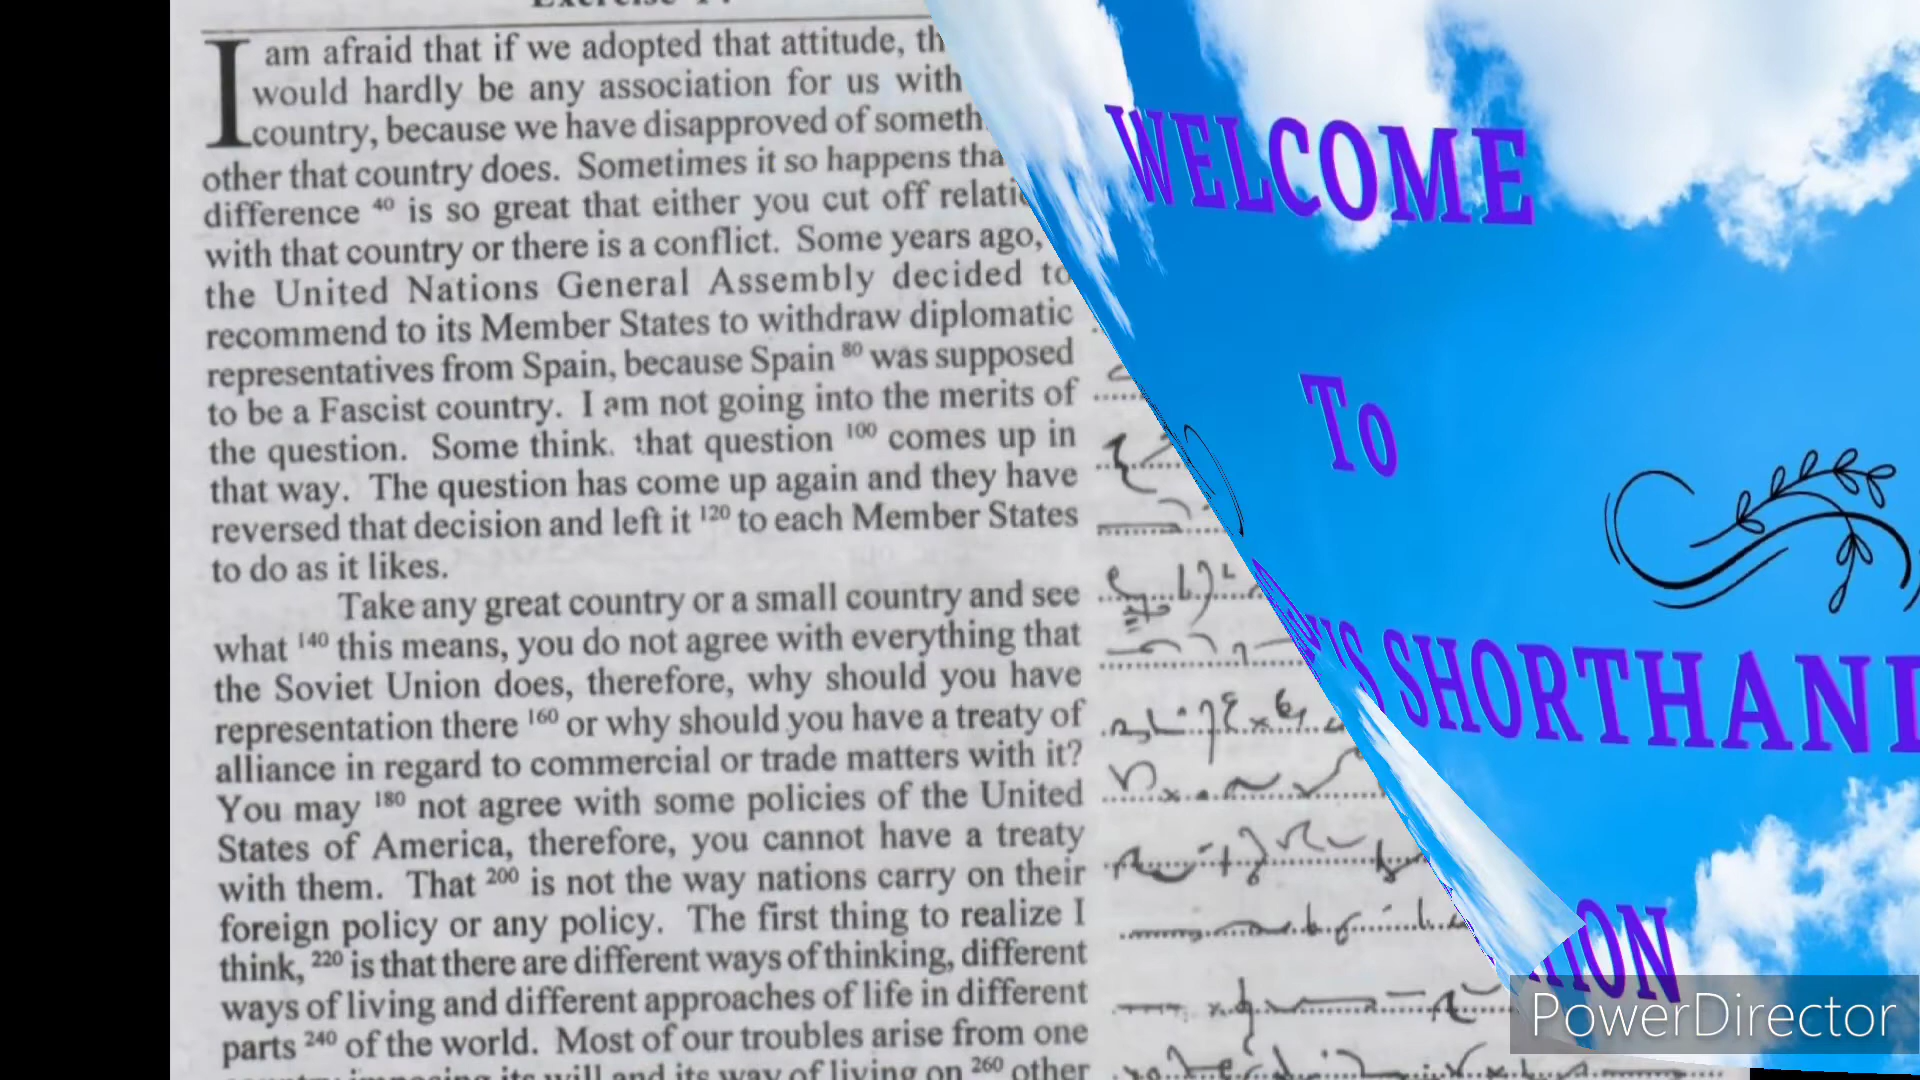 I am afraid that if we adopted that attitude,
would hardly be any association for us with
country, because we have disapproved of
other that country does. Sometimes it so happens
difference 40 is so great that either you cut off
with that country or there is a conflict. Some years ago,
the United Nations General Assembly decided to
recommend to its Member States to withdraw diplomatic
representatives from Spain, because Spain 80 was supposed
to be a Fascist country. I am not going into the merits of
the question. Some think. that question 100 comes up in
that way. The question has come up again and they have
reversed that decision and left it 120 to each Member States
to do as it likes.
Take any great country or a small country and see
what 140 this means, you do not agree with everything that
the Soviet Union does, therefore, why should you have
representation there 160 or why should you have a treaty of
alliance in regard to commercial or trade matters with it?
You may 180 not agree with some policies of the United
States of America, therefore, you cannot have a treaty
with them. That 200 is not the way nations carry on their
foreign policy or any policy. The first thing to realize I
think, 220 is that there are different ways of thinking, different
ways of living and different approaches of life in different
parts 240 of the world. Most of our troubles arise from one
country imposing its will and its way of living on 260 other
WELCOME
To
SHORTHAND
PowerDirector